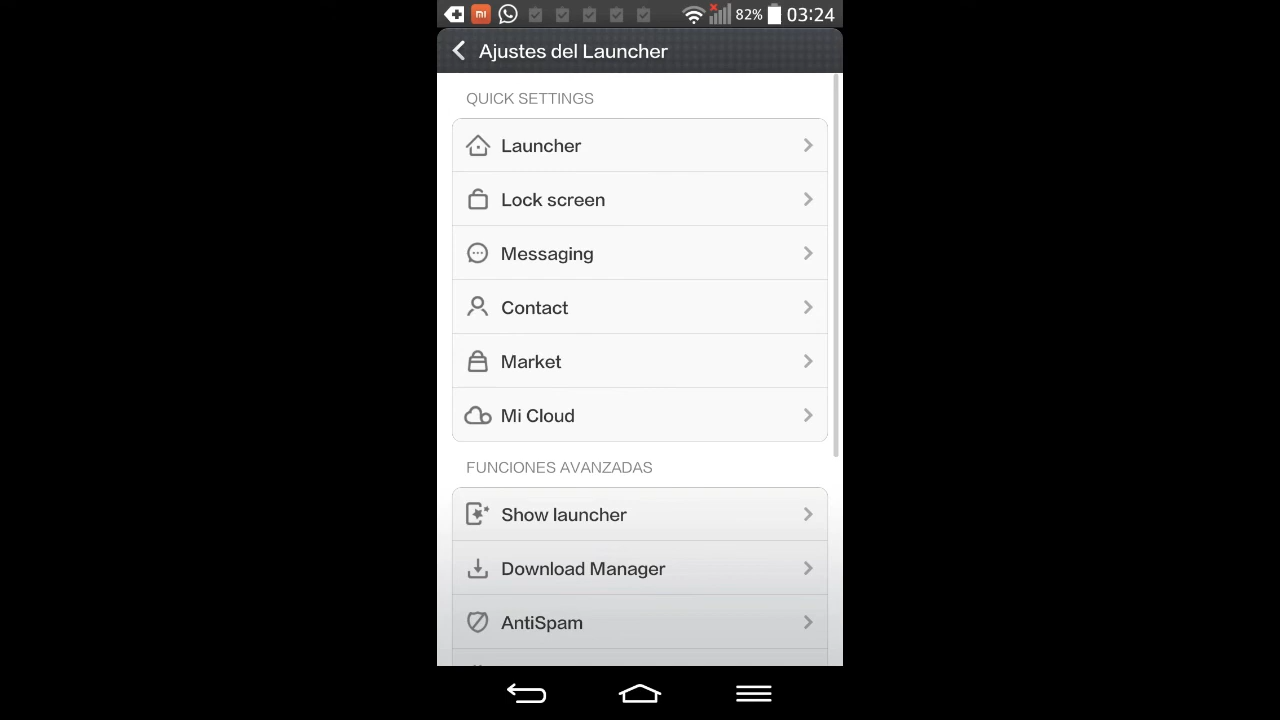 mi
82%
03:24
Ajustes del Launcher
QUICK SETTINGS
Launcher
Lock screen
Messaging
Contact
Market
Mi Cloud
FUNCIONES AVANZADAS
Show launcher
Download Manager
AntiSpam